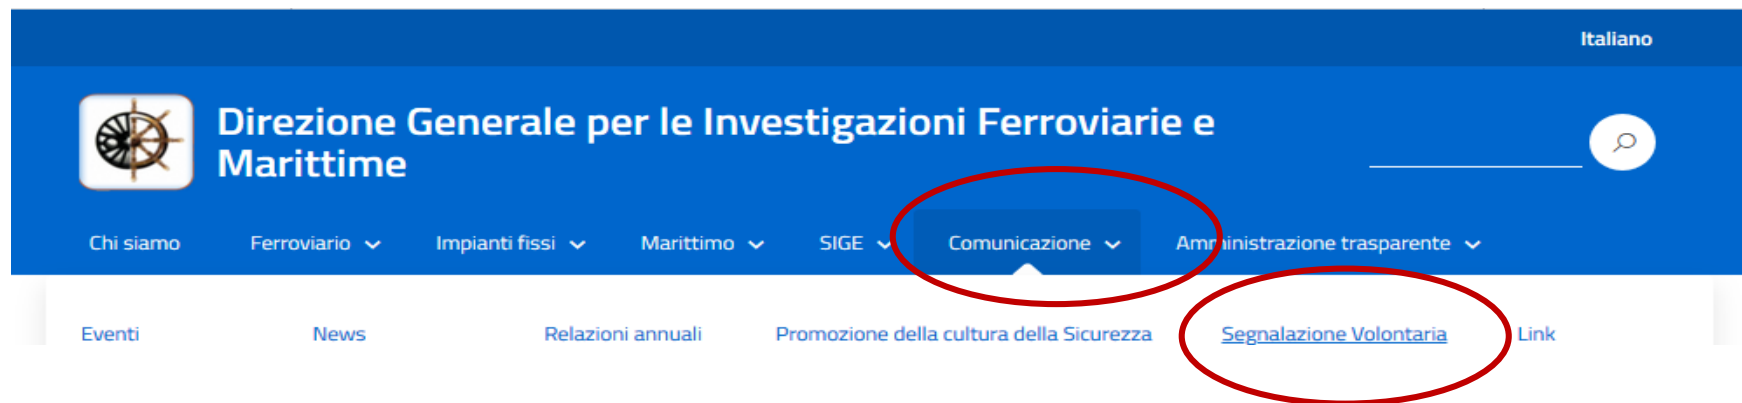 Italiano
Direzione Generale per le Investigazioni Ferroviarie e
Marittime
Chi siamo Ferroviario Impianti fissi Marittimo SIGE Comunicazione Amministrazione trasparente
Eventi News Relazioni annuali Promozione della cultura della Sicurezza Segnalazione Volontaria Link